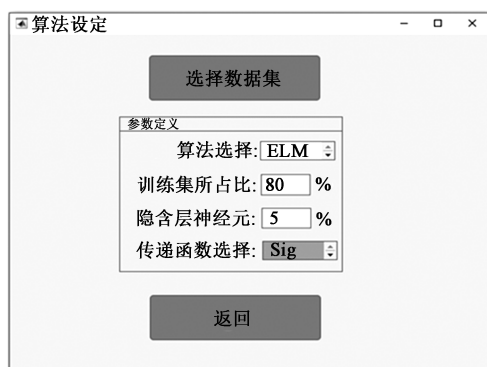 算法设定
选择数据集
参数定义
算法选择: ELM
训练集所占比: 80 %
隐含层神经元: 5 %
传递函数选择: Sig
返回